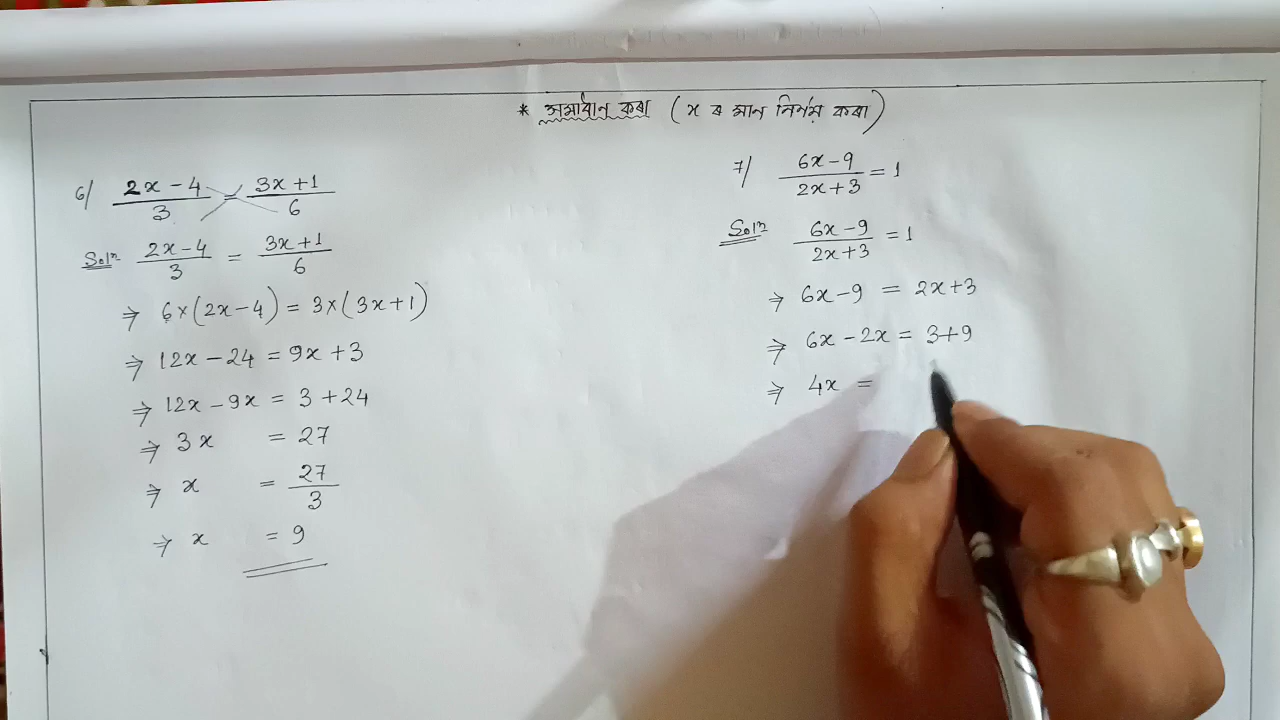 * সমাধান কৰা (x ৰ মান নিৰ্ণয় কৰা)
6/ (2x-4)/3 = (3x+1)/6
Solⁿ (2x-4)/3 = (3x+1)/6
⇒ 6×(2x-4) = 3×(3x+1)
⇒ 12x-24 = 9x+3
⇒ 12x-9x = 3+24
⇒ 3x = 27
⇒ x = 27/3
⇒ x = 9
7/ (6x-9)/(2x+3) = 1
Solⁿ (6x-9)/(2x+3) = 1
⇒ 6x-9 = 2x+3
⇒ 6x-2x = 3+9
⇒ 4x =